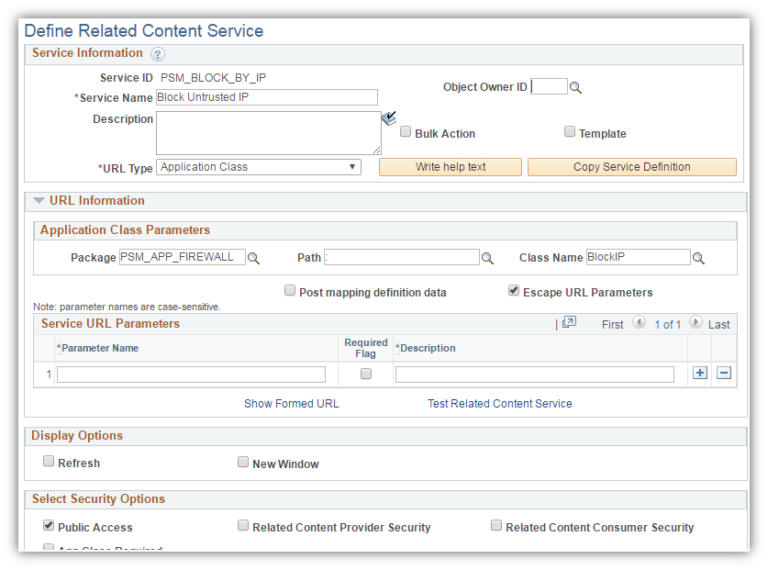 Define Related Content Service
Service Information ?
Service ID PSM_BLOCK_BY_IP
Object Owner ID
*Service Name Block Untrusted IP
Description
Bulk Action Template
*URL Type Application Class Write help text Copy Service Definition
URL Information
Application Class Parameters
Package PSM_APP_FIREWALL Path : Class Name BlockIP
Post mapping definition data Escape URL Parameters
Note: parameter names are case-sensitive.
Service URL Parameters | First 1 of 1 Last
*Parameter Name Required Flag *Description
1
Show Formed URL Test Related Content Service
Display Options
Refresh New Window
Select Security Options
Public Access Related Content Provider Security Related Content Consumer Security
App Class Required